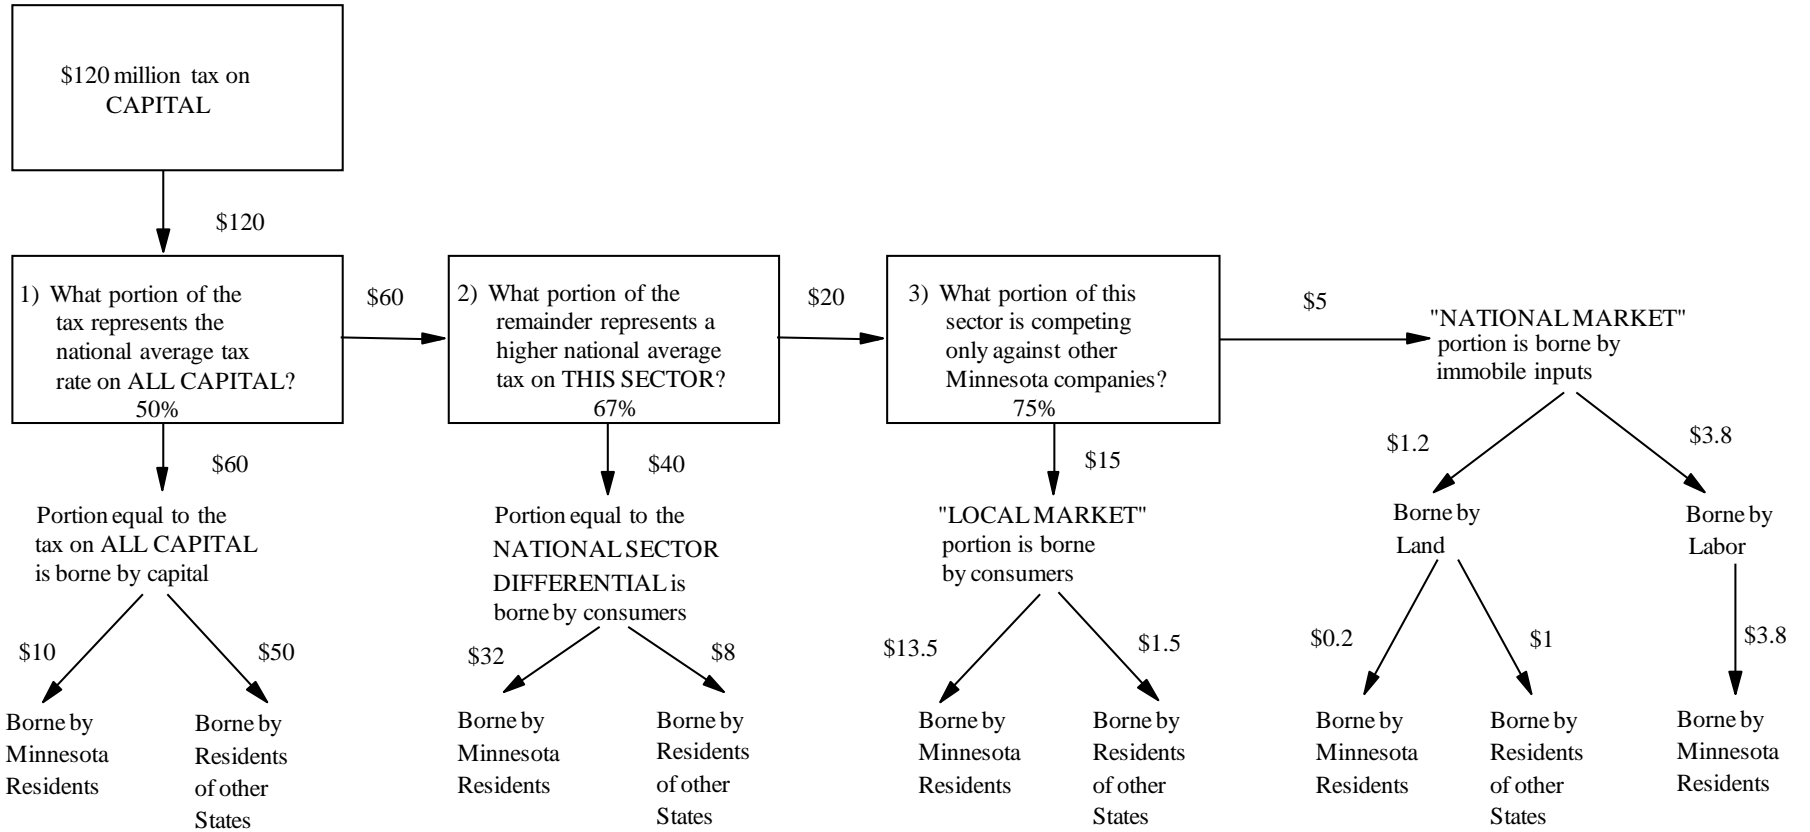 $120 million tax on
CAPITAL
$120
1) What portion of the
tax represents the
national average tax
rate on ALL CAPITAL?
50%
$60
2) What portion of the
remainder represents a
higher national average
tax on THIS SECTOR?
67%
$20
3) What portion of this
sector is competing
only against other
Minnesota companies?
75%
$5
"NATIONAL MARKET"
portion is borne by
immobile inputs
$60
Portion equal to the
tax on ALL CAPITAL
is borne by capital
$40
Portion equal to the
NATIONAL SECTOR
DIFFERENTIAL is
borne by consumers
$15
"LOCAL MARKET"
portion is borne
by consumers
$1.2
Borne by
Land
$3.8
Borne by
Labor
$10
Borne by
Minnesota
Residents
$50
Borne by
Residents
of other
States
$32
Borne by
Minnesota
Residents
$8
Borne by
Residents
of other
States
$13.5
Borne by
Minnesota
Residents
$1.5
Borne by
Residents
of other
States
$0.2
Borne by
Minnesota
Residents
$1
Borne by
Residents
of other
States
$3.8
Borne by
Minnesota
Residents